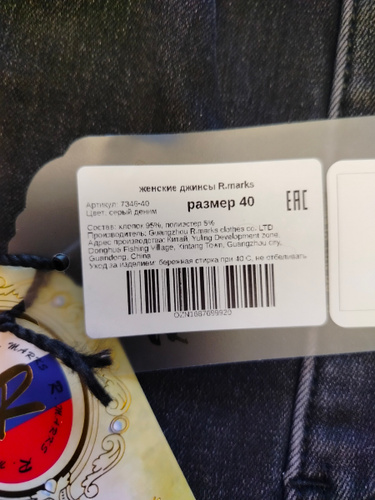 женские джинсы R.marks
Артикул: 7348-40
Цвет: серый деним
размер 40
EAC
Состав: хлопок 95%, полиэстер 5%
Производитель: Guangzhou R.marks clothes co. LTD
Адрес производства: Китай, Yuling Development zone,
Donghua Fishing Village, Xintang Town, Guangzhou city,
Guandong, China
Уход за изделием: бережная стирка при 40 С, не отбеливать
OZN1687089920
MARKS
R